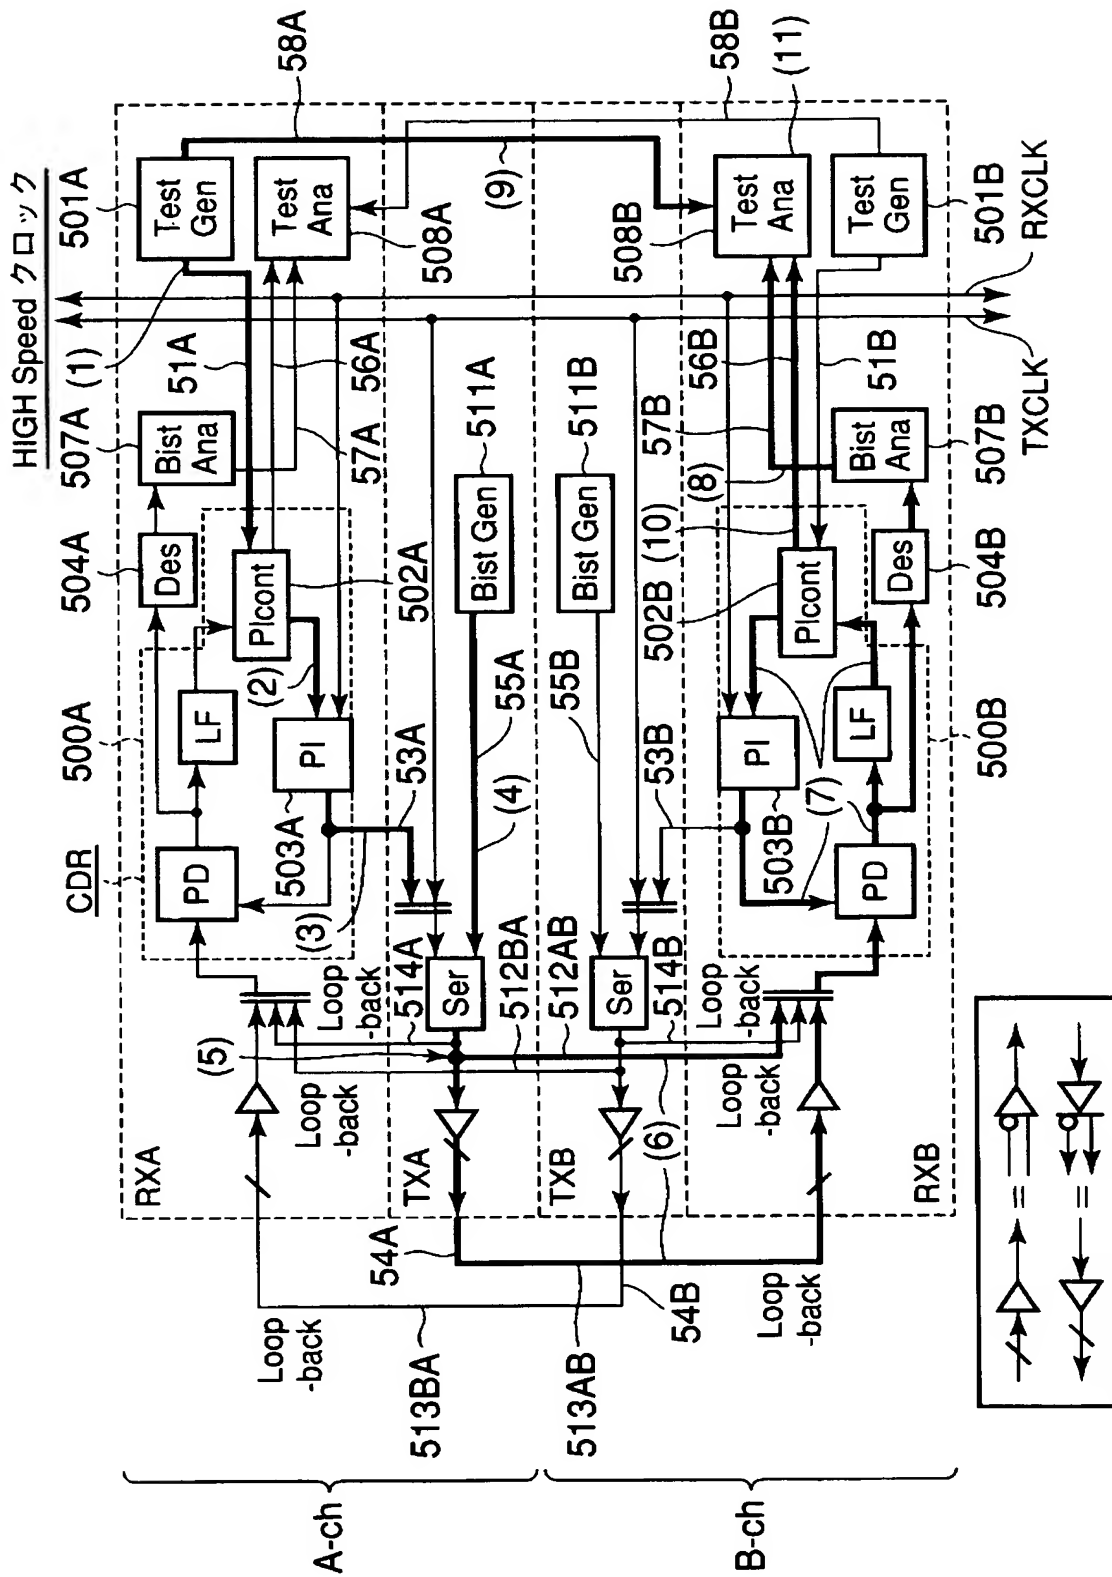 HIGH Speed クロック
CDR
500A
504A
507A
(1)
501A
58A
RXA
PD
LF
Des
Bist
Ana
Test
Gen
PIcont
(2)
PI
503A
502A
51A
56A
57A
Test
Ana
508A
(3)
53A
Loop
-back
Loop
-back
(5)
514A
512BA
TXA
Ser
55A
(4)
Bist Gen
511A
(9)
58B
A-ch
Loop
-back
513BA
54A
54B
513AB
TXB
(6)
Ser
512AB
514B
55B
Bist Gen
511B
53B
502B
(10)
(8)
57B
56B
508B
(11)
B-ch
Loop
-back
Loop
-back
Loop
-back
RXB
PD
503B
(7)
PI
LF
PIcont
Des
Bist
Ana
51B
Test
Ana
Test
Gen
500B
504B
507B
TXCLK
501B
RXCLK
=
=